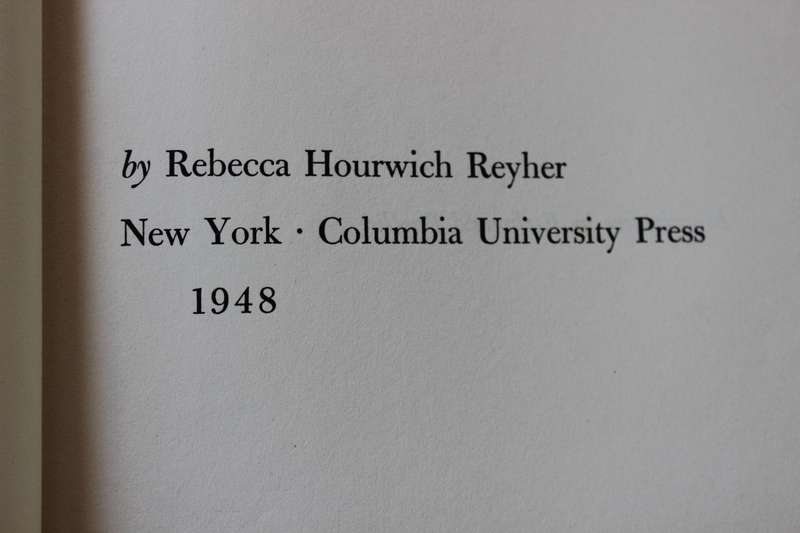 by Rebecca Hourwich Reyher
New York · Columbia University Press
1948